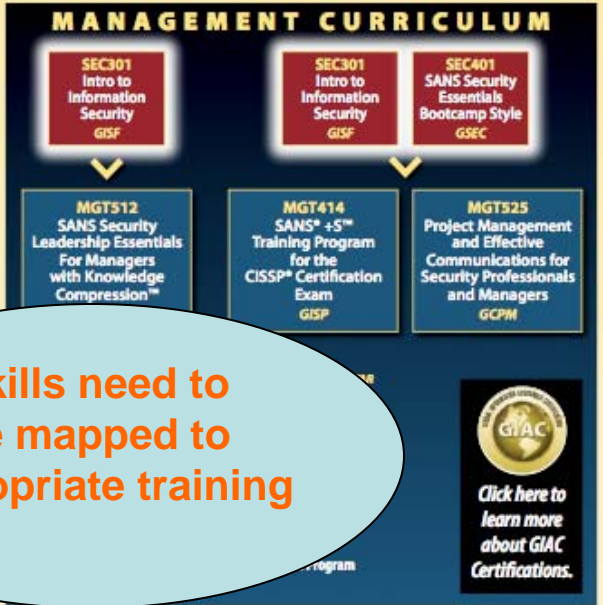 MANAGEMENT CURRICULUM
SEC301
Intro to
Information
Security
GISF
SEC301
Intro to
Information
Security
GISF
SEC401
SANS Security
Essentials
Bootcamp Style
GSEC
MGT512
SANS Security
Leadership Essentials
For Managers
with Knowledge
Compression™
MGT414
SANS® +S™
Training Program
for the
CISSP® Certification
Exam
GISP
MGT525
Project Management
and Effective
Communications for
Security Professionals
and Managers
GCPM
kills need to
e mapped to
opriate training
Program
GIAC
Click here to
learn more
about GIAC
Certifications.